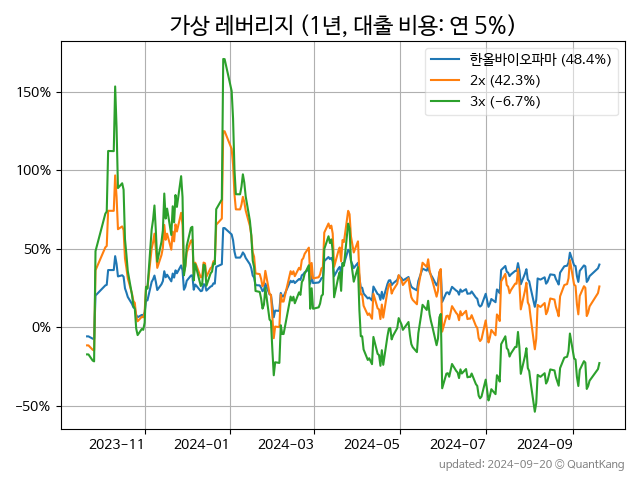 가상 레버리지 (1년, 대출 비용: 연 5%)
한올바이오파마 (48.4%)
2x (42.3%)
3x (−6.7%)
150%
100%
50%
0%
−50%
2023-11
2024-01
2024-03
2024-05
2024-07
2024-09
updated: 2024-09-20 © QuantKang